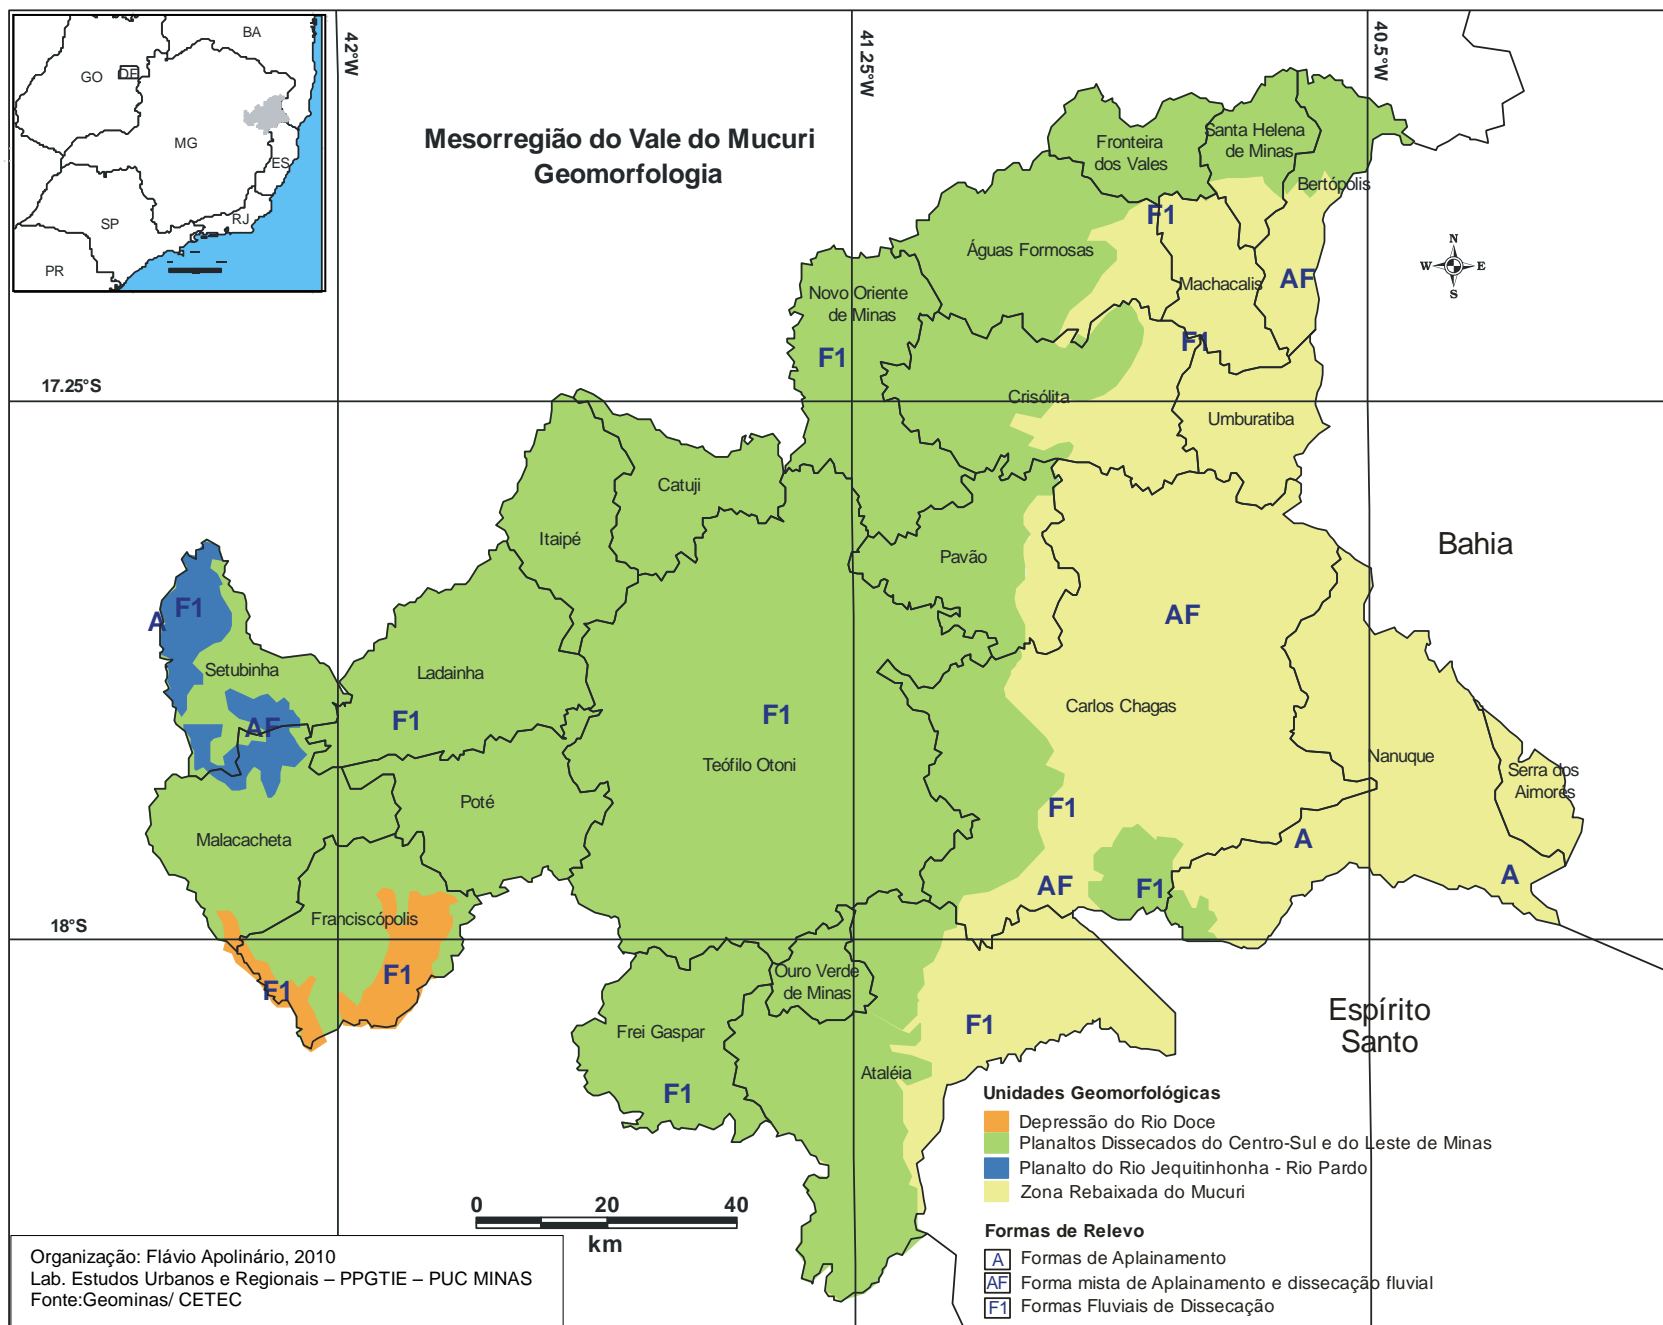 BA
GO
DF
MG
ES
SP
RJ
PR
42°W
41.25°W
40.5°W
Mesorregião do Vale do Mucuri
Geomorfologia
Fronteira
dos Vales
Santa Helena
de Minas
Bertópolis
F1
Águas Formosas
N
W
E
S
Machacalis
AF
Novo Oriente
de Minas
F1
F1
17.25°S
Crisólita
Umburatiba
Catuji
Itaipé
Pavão
Bahia
A
F1
AF
Setubinha
Ladainha
Carlos Chagas
F1
F1
AF
Teófilo Otoni
Nanuque
Serra dos
Aimorés
Poté
F1
Malacacheta
A
AF
F1
A
Franciscópolis
18°S
F1
F1
Ouro Verde
de Minas
Espírito
Santo
Frei Gaspar
F1
Ataléia
F1
Unidades Geomorfológicas
Depressão do Rio Doce
Planaltos Dissecados do Centro-Sul e do Leste de Minas
Planalto do Rio Jequitinhonha - Rio Pardo
Zona Rebaixada do Mucuri
0 20 40
km
Formas de Relevo
A Formas de Aplainamento
AF Forma mista de Aplainamento e dissecação fluvial
F1 Formas Fluviais de Dissecação
Organização: Flávio Apolinário, 2010
Lab. Estudos Urbanos e Regionais – PPGTIE – PUC MINAS
Fonte:Geominas/ CETEC